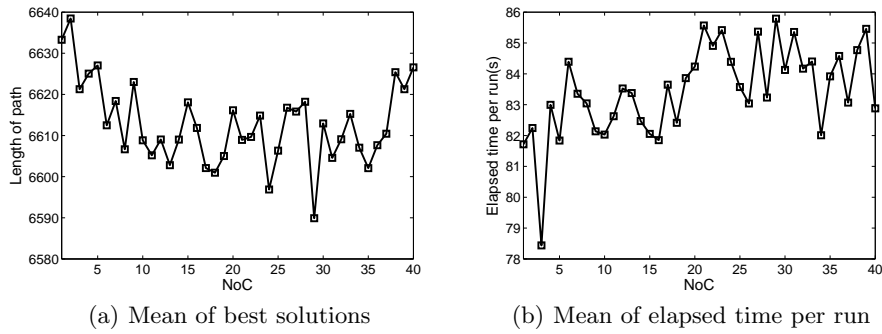 6640
6630
6620
6610
6600
6590
6580
Length of path
5 10 15 20 25 30 35 40
NoC
(a) Mean of best solutions
86
85
84
83
82
81
80
79
78
Elapsed time per run(s)
5 10 15 20 25 30 35 40
NoC
(b) Mean of elapsed time per run